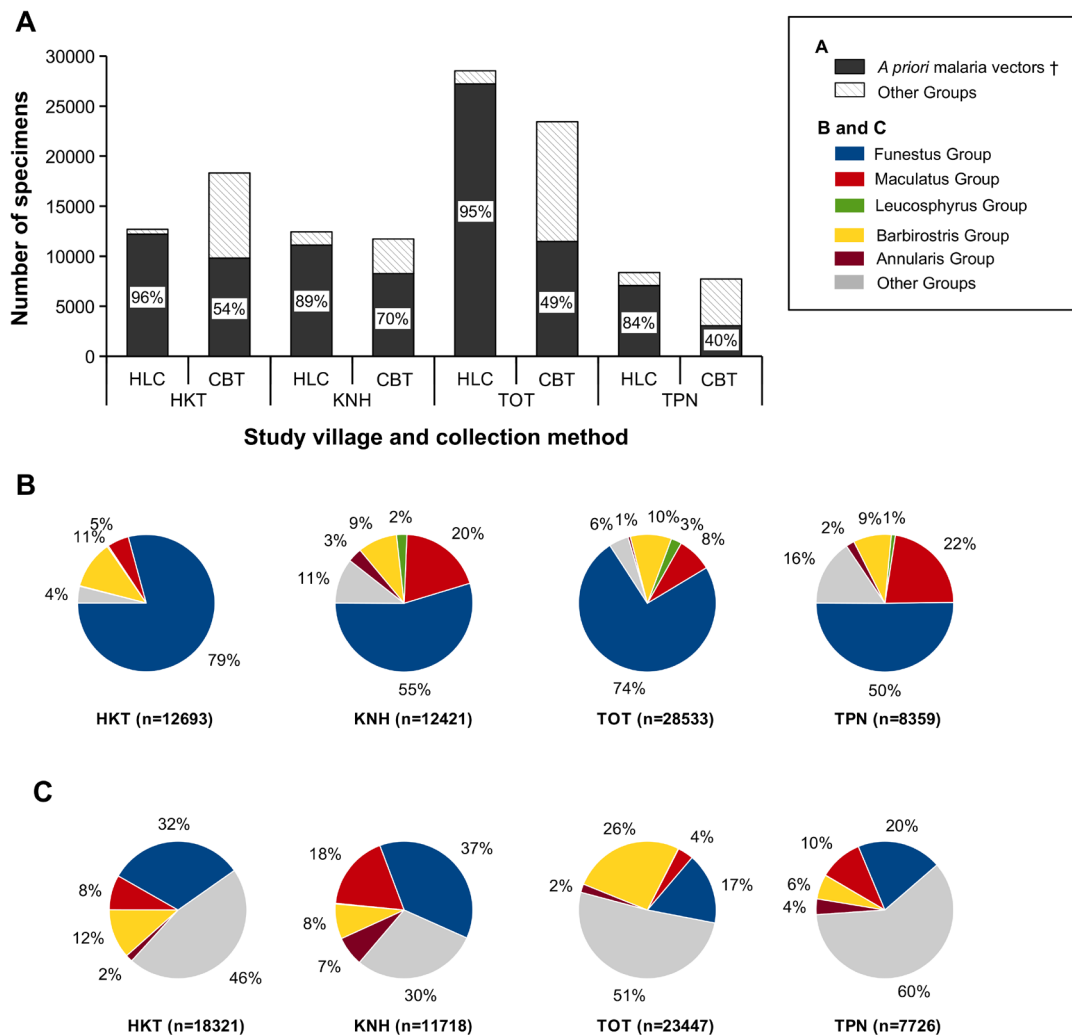 A
Number of specimens
30000
25000
20000
15000
10000
5000
0
96%
54%
89%
70%
95%
49%
84%
40%
HLC CBT HLC CBT HLC CBT HLC CBT
HKT KNH TOT TPN
Study village and collection method
A
A priori malaria vectors †
Other Groups
B and C
Funestus Group
Maculatus Group
Leucosphyrus Group
Barbirostris Group
Annularis Group
Other Groups
B
5%
11%
4%
79%
HKT (n=12693)
2%
9%
20%
3%
11%
55%
KNH (n=12421)
10%
1%
3%
6%
8%
74%
TOT (n=28533)
9%
1%
2%
22%
16%
50%
TPN (n=8359)
C
32%
8%
12%
2%
46%
HKT (n=18321)
37%
18%
8%
7%
30%
KNH (n=11718)
26%
4%
2%
17%
51%
TOT (n=23447)
20%
10%
6%
4%
60%
TPN (n=7726)